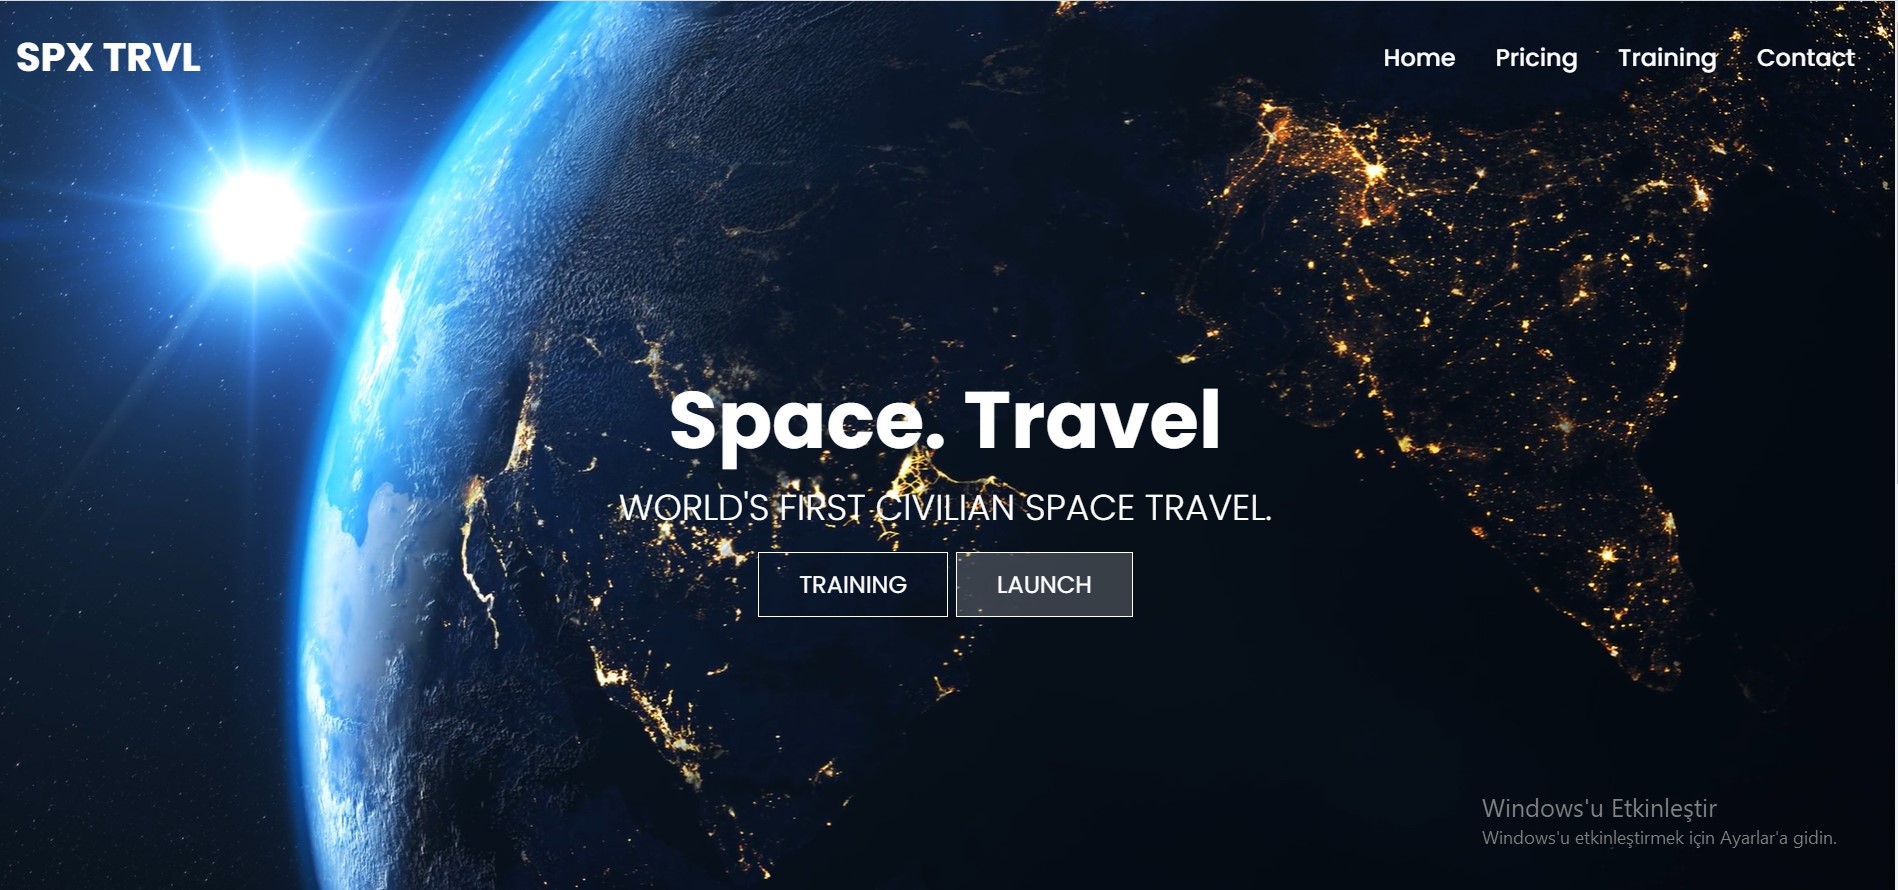 SPX TRVL
Home Pricing Training Contact
Space. Travel
WORLD'S FIRST CIVILIAN SPACE TRAVEL.
TRAINING LAUNCH
Windows'u Etkinleştir
Windows'u etkinleştirmek için Ayarlar'a gidin.